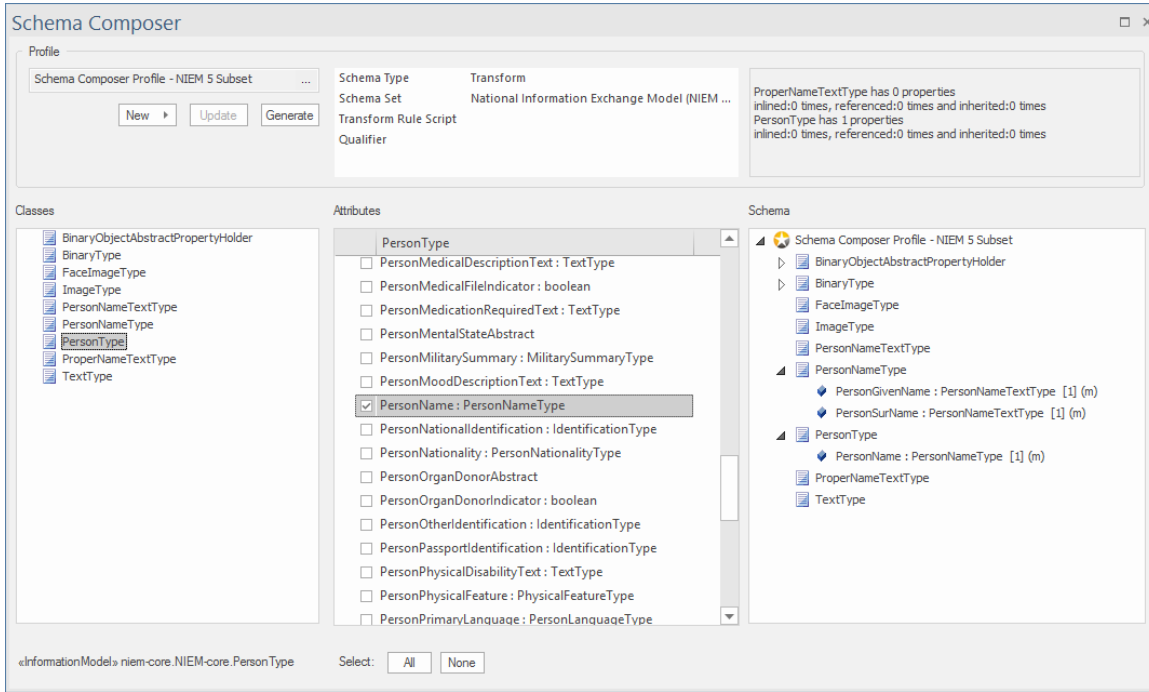 Schema Composer
Profile
Schema Composer Profile - NIEM 5 Subset ...
New Update Generate
Schema Type Transform
Schema Set National Information Exchange Model (NIEM ...
Transform Rule Script
Qualifier
ProperNameTextType has 0 properties
inlined:0 times, referenced:0 times and inherited:0 times
PersonType has 1 properties
inlined:0 times, referenced:0 times and inherited:0 times
Classes
BinaryObjectAbstractPropertyHolder
BinaryType
FaceImageType
ImageType
PersonNameTextType
PersonNameType
PersonType
ProperNameTextType
TextType
Attributes
PersonType
PersonMedicalDescriptionText : TextType
PersonMedicalFileIndicator : boolean
PersonMedicationRequiredText : TextType
PersonMentalStateAbstract
PersonMilitarySummary : MilitarySummaryType
PersonMoodDescriptionText : TextType
PersonName : PersonNameType
PersonNationalIdentification : IdentificationType
PersonNationality : PersonNationalityType
PersonOrganDonorAbstract
PersonOrganDonorIndicator : boolean
PersonOtherIdentification : IdentificationType
PersonPassportIdentification : IdentificationType
PersonPhysicalDisabilityText : TextType
PersonPhysicalFeature : PhysicalFeatureType
PersonPrimaryLanguage : PersonLanguageType
Schema
Schema Composer Profile - NIEM 5 Subset
BinaryObjectAbstractPropertyHolder
BinaryType
FaceImageType
ImageType
PersonNameTextType
PersonNameType
PersonGivenName : PersonNameTextType [1] (m)
PersonSurName : PersonNameTextType [1] (m)
PersonType
PersonName : PersonNameType [1] (m)
ProperNameTextType
TextType
«InformationModel» niem-core.NIEM-core.PersonType
Select: All None